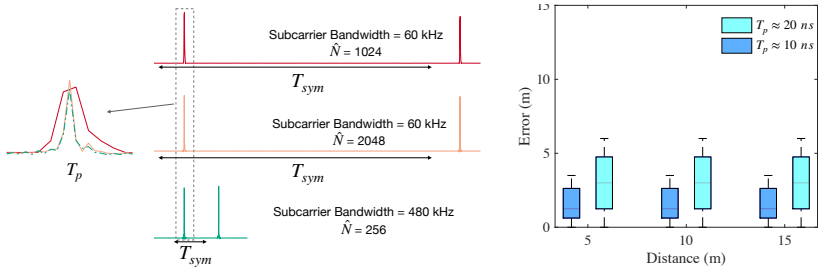 Subcarrier Bandwidth = 60 kHz
N̂ = 1024
T_sym
Subcarrier Bandwidth = 60 kHz
N̂ = 2048
T_sym
T_p
Subcarrier Bandwidth = 480 kHz
N̂ = 256
T_sym
13
10
5
0
Error (m)
T_p ≈ 20 ns
T_p ≈ 10 ns
5 10 15
Distance (m)